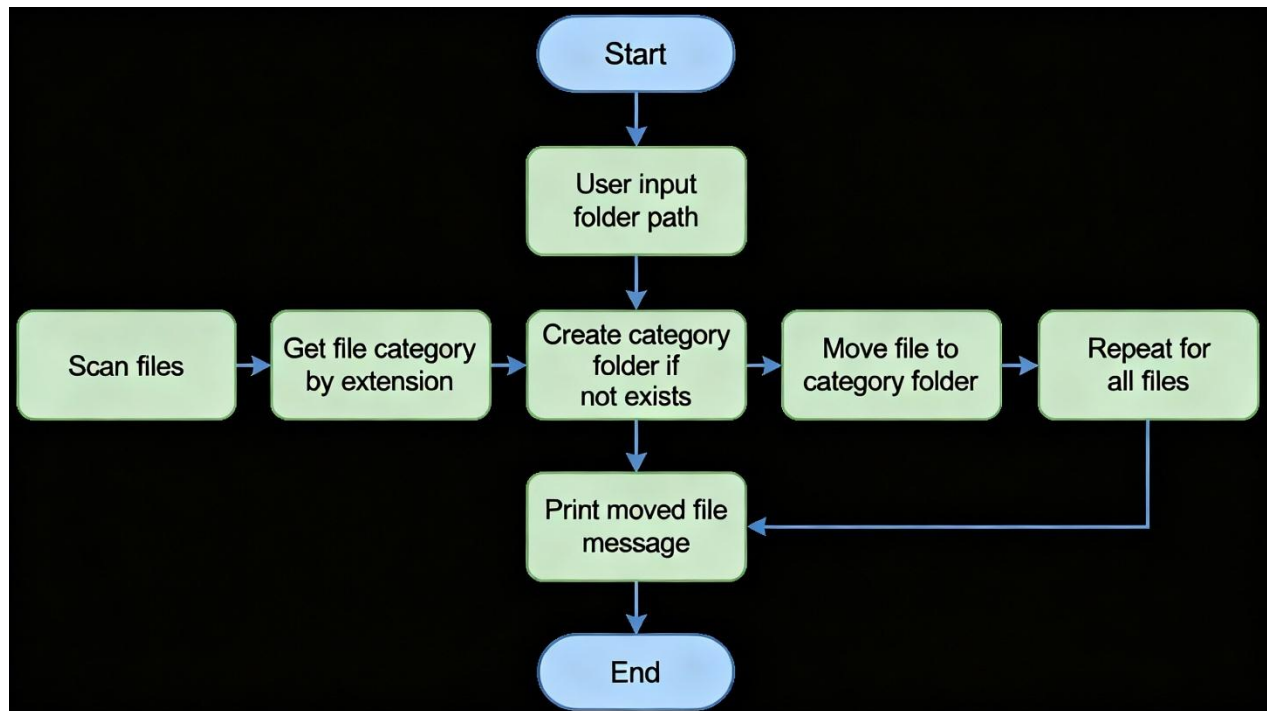 Start
User input
folder path
Scan files
Get file category
by extension
Create category
folder if
not exists
Move file to
category folder
Repeat for
all files
Print moved file
message
End